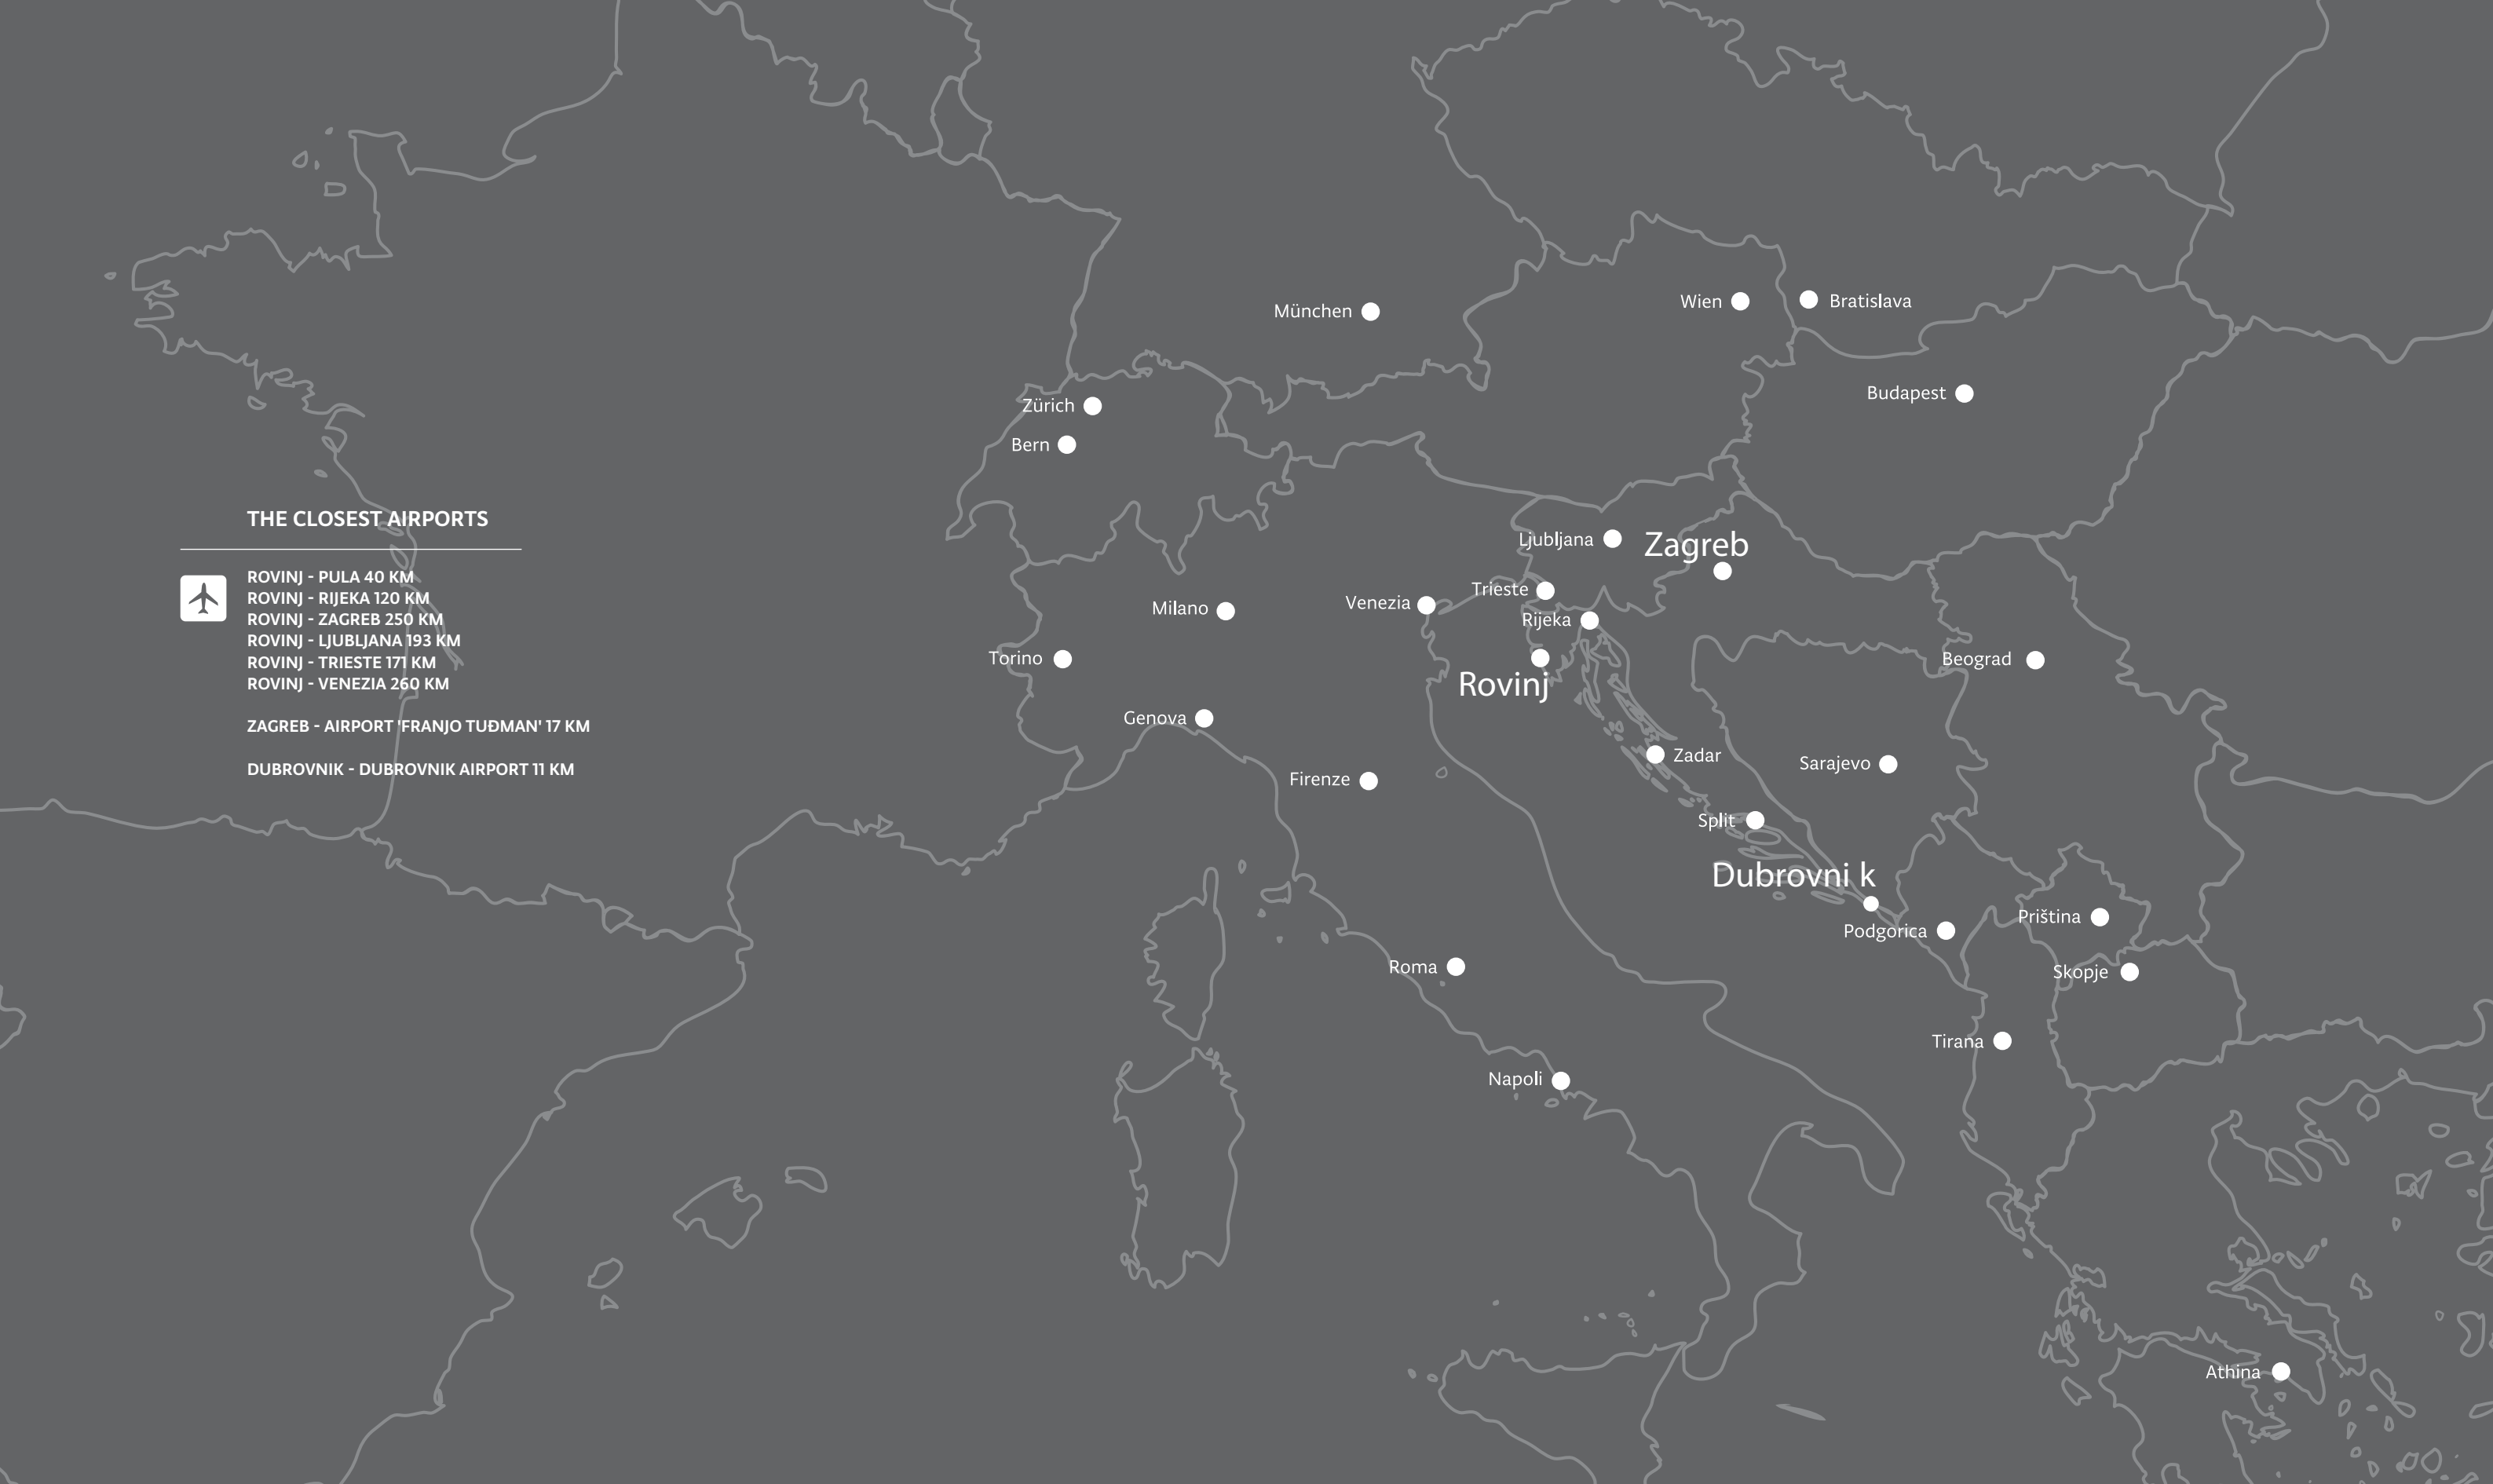 München
Wien
Bratislava
Budapest
Zürich
Bern
THE CLOSEST AIRPORTS
ROVINJ - PULA 40 KM
ROVINJ - RIJEKA 120 KM
ROVINJ - ZAGREB 250 KM
ROVINJ - LJUBLJANA 193 KM
ROVINJ - TRIESTE 171 KM
ROVINJ - VENEZIA 260 KM
ZAGREB - AIRPORT 'FRANJO TUĐMAN' 17 KM
DUBROVNIK - DUBROVNIK AIRPORT 11 KM
Ljubljana
Zagreb
Trieste
Venezia
Milano
Rijeka
Torino
Beograd
Rovinj
Genova
Zadar
Sarajevo
Firenze
Split
Dubrovni k
Priština
Podgorica
Roma
Skopje
Tirana
Napoli
Athina